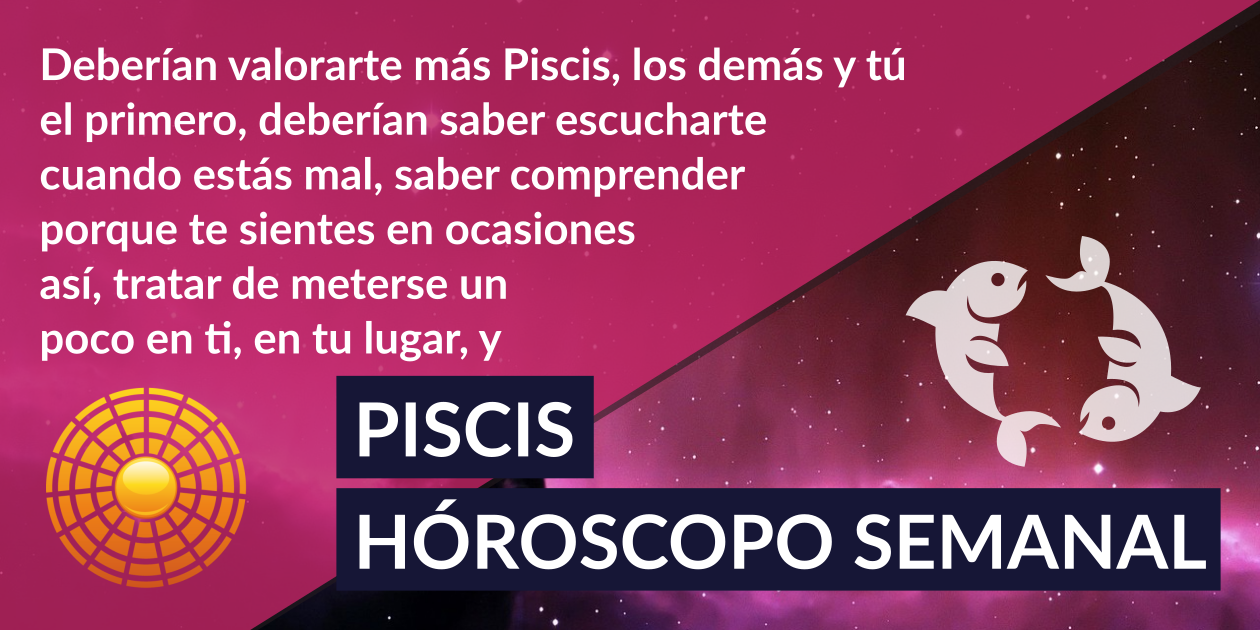 Deberían valorarte más Piscis, los demás y tú
el primero, deberían saber escucharte
cuando estás mal, saber comprender
porque te sientes en ocasiones
así, tratar de meterse un
poco en ti, en tu lugar, y
PISCIS
HÓROSCOPO SEMANAL